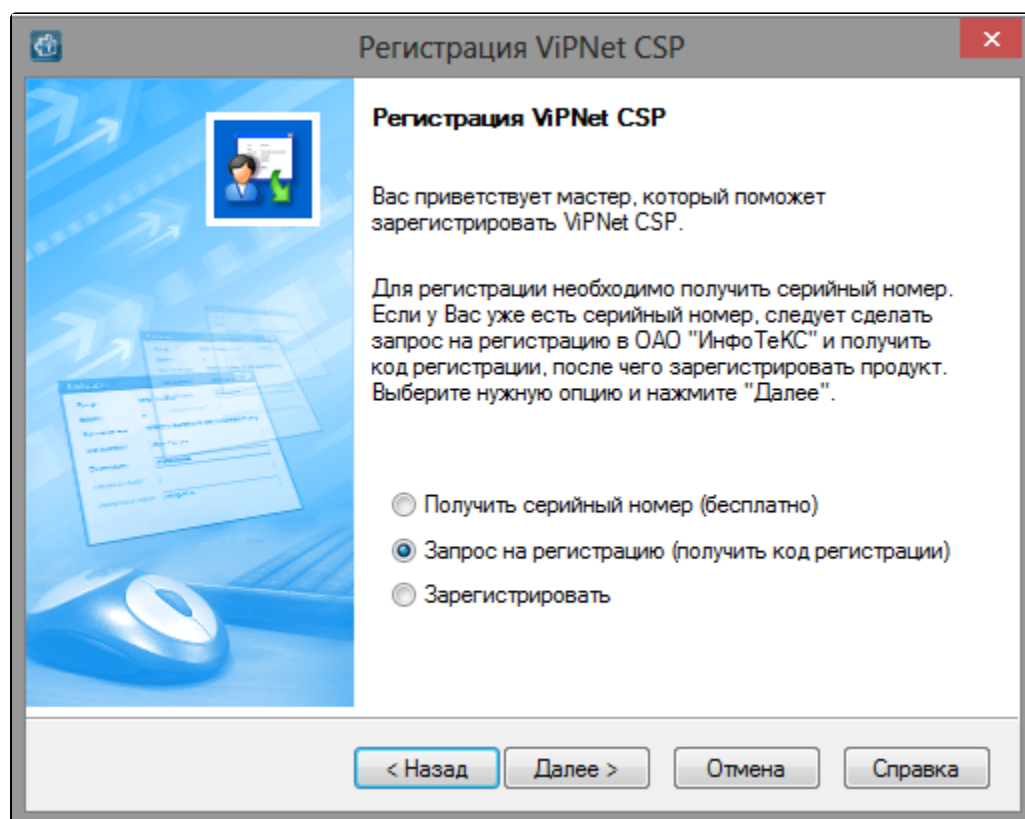 Регистрация ViPNet CSP
Регистрация ViPNet CSP
Вас приветствует мастер, который поможет
зарегистрировать ViPNet CSP.
Для регистрации необходимо получить серийный номер.
Если у Вас уже есть серийный номер, следует сделать
запрос на регистрацию в ОАО "ИнфоТеКС" и получить
код регистрации, после чего зарегистрировать продукт.
Выберите нужную опцию и нажмите "Далее".
Получить серийный номер (бесплатно)
Запрос на регистрацию (получить код регистрации)
Зарегистрировать
< Назад Далее > Отмена Справка